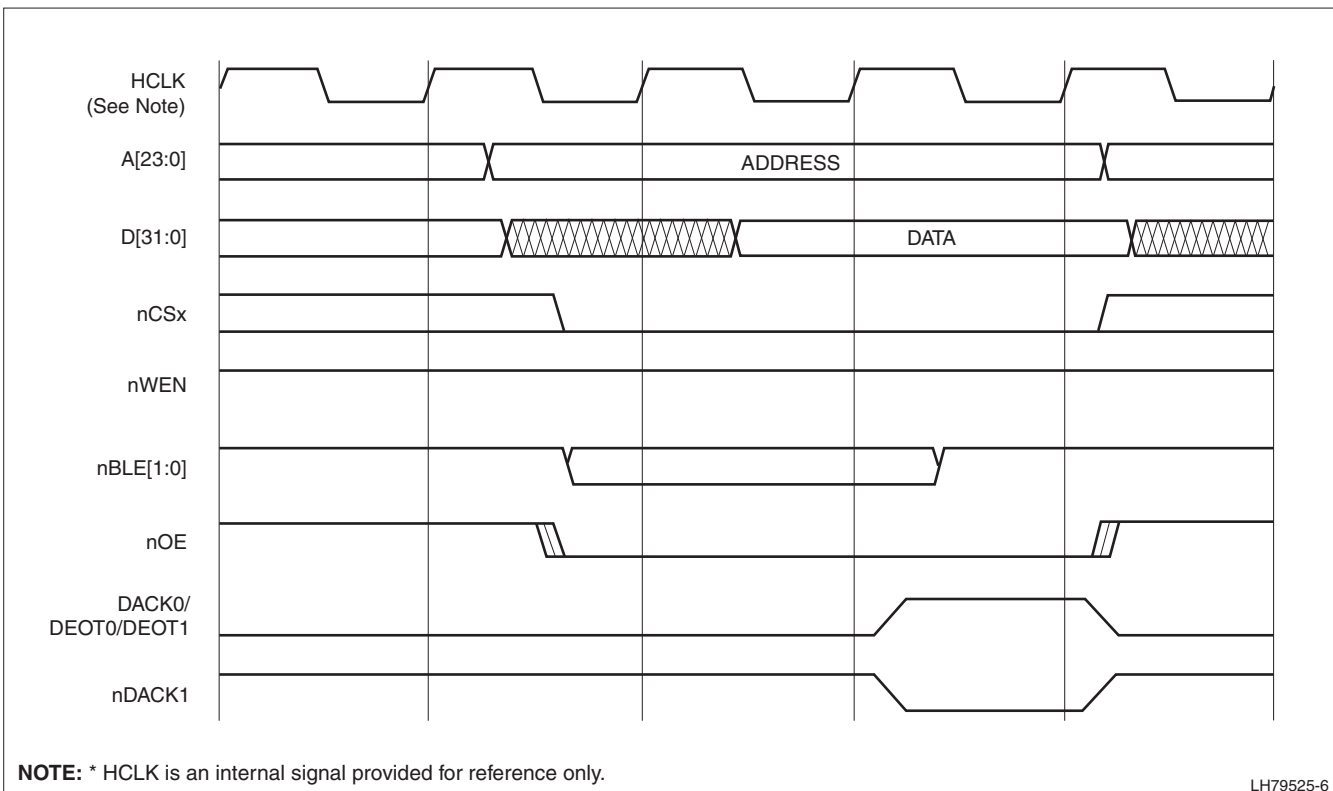 HCLK
(See Note)
A[23:0]
ADDRESS
D[31:0]
DATA
nCSx
nWEN
nBLE[1:0]
nOE
DACK0/
DEOT0/DEOT1
nDACK1
NOTE: * HCLK is an internal signal provided for reference only.
LH79525-6